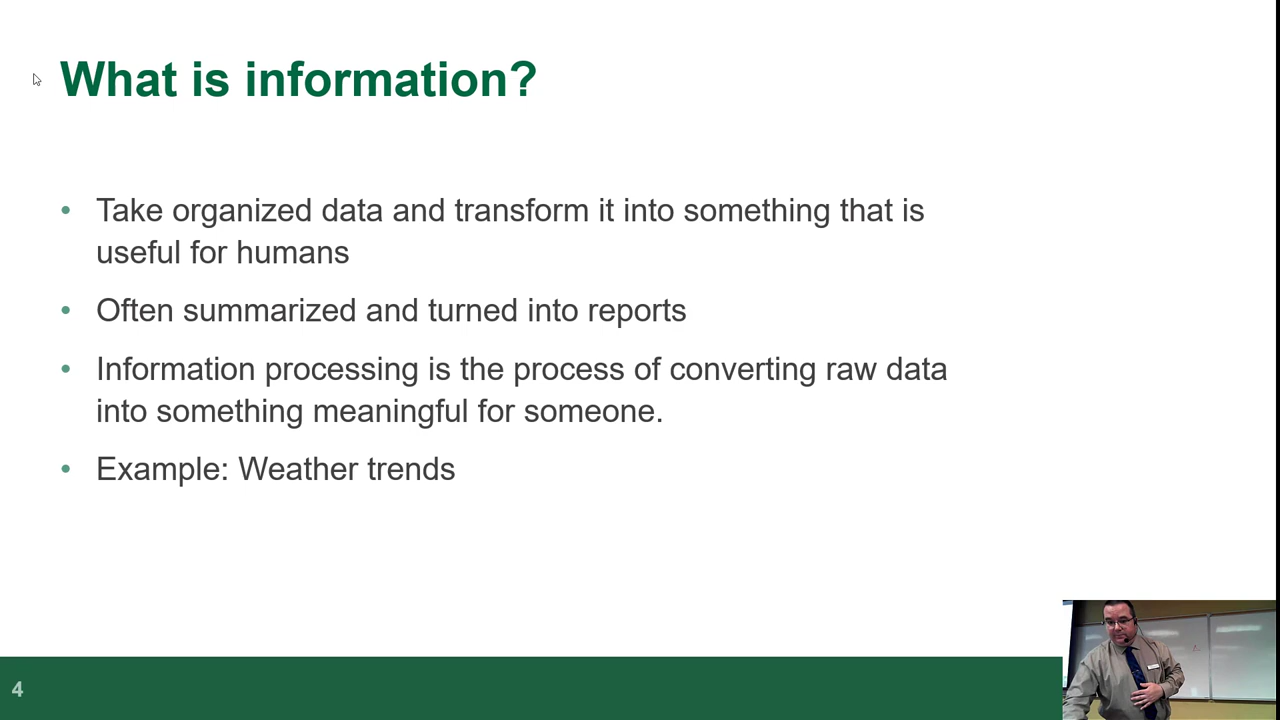 What is information?
• Take organized data and transform it into something that is
useful for humans
• Often summarized and turned into reports
• Information processing is the process of converting raw data
into something meaningful for someone.
• Example: Weather trends
4